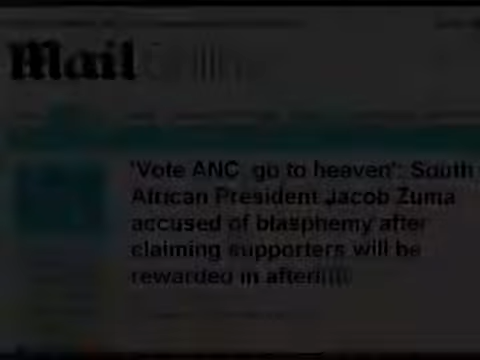 Mail Online
'Vote ANC, go to heaven': South
African President Jacob Zuma
accused of blasphemy after
claiming supporters will be
rewarded in